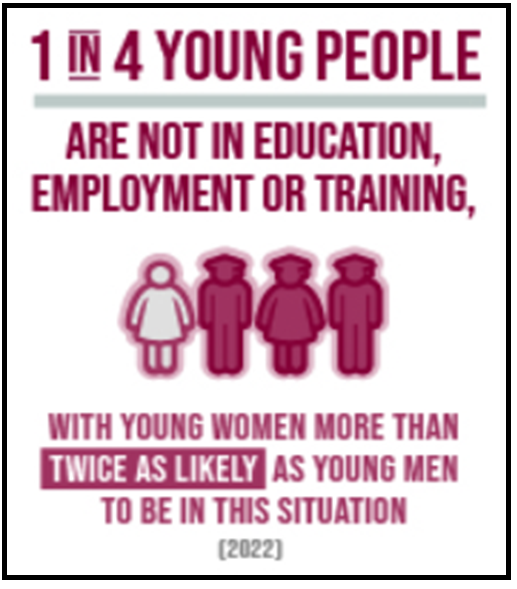 1 IN 4 YOUNG PEOPLE
ARE NOT IN EDUCATION,
EMPLOYMENT OR TRAINING,
WITH YOUNG WOMEN MORE THAN
TWICE AS LIKELY AS YOUNG MEN
TO BE IN THIS SITUATION
(2022)